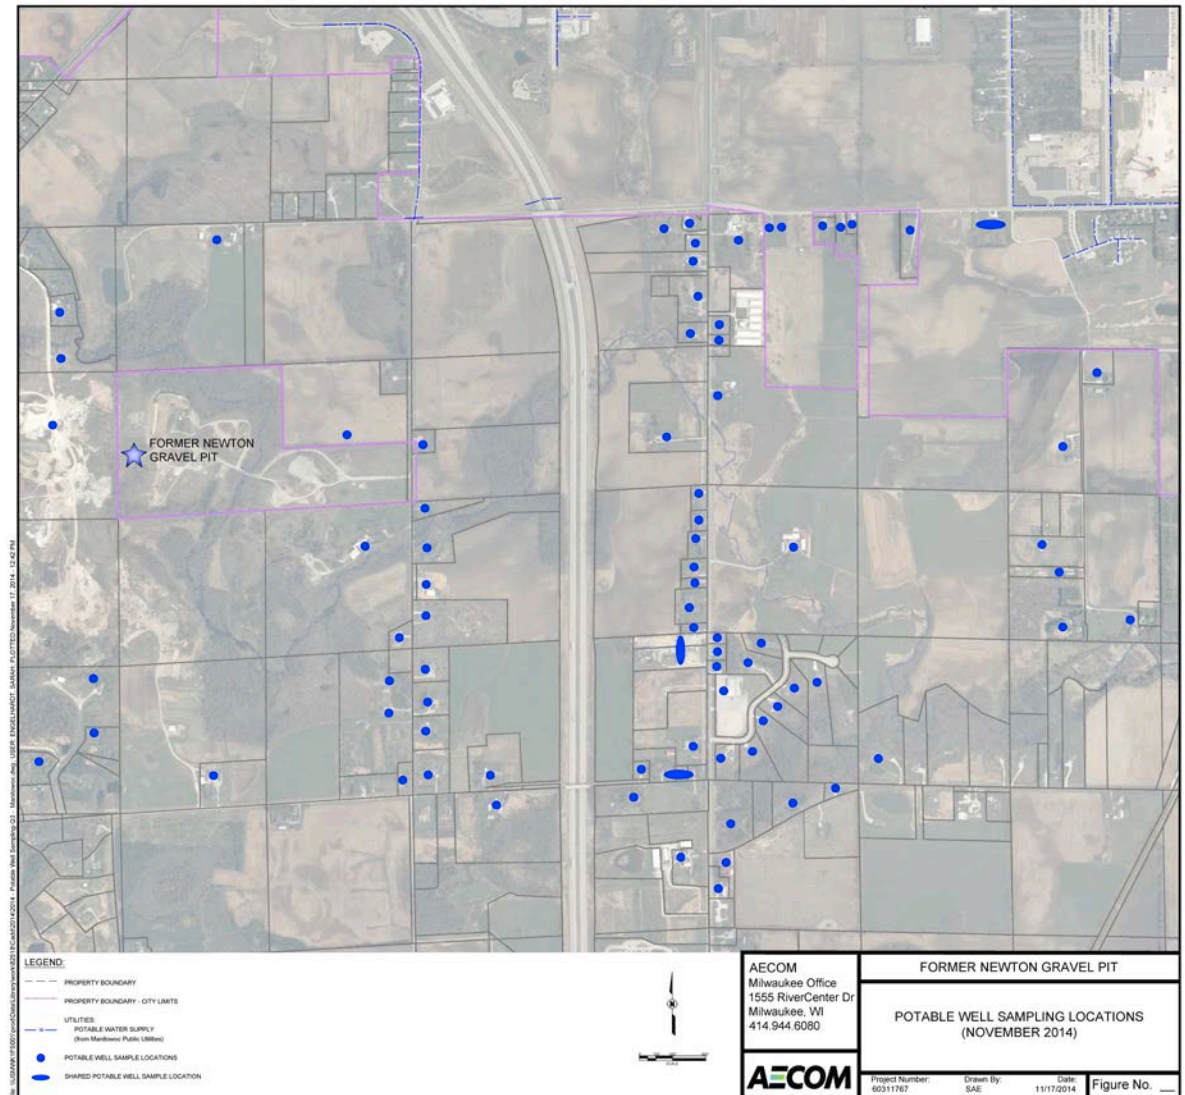 FORMER NEWTON
GRAVEL PIT
LEGEND:
PROPERTY BOUNDARY
PROPERTY BOUNDARY - CITY LIMITS
UTILITIES:
POTABLE WATER SUPPLY
(from Manitowoc Public Utilities)
POTABLE WELL SAMPLE LOCATIONS
SHARED POTABLE WELL SAMPLE LOCATION
AECOM
Milwaukee Office
1555 RiverCenter Dr
Milwaukee, WI
414.944.6080
AECOM
FORMER NEWTON GRAVEL PIT
POTABLE WELL SAMPLING LOCATIONS
(NOVEMBER 2014)
Project Number:
60311767
Drawn By:
SAE
Date:
11/17/2014
Figure No. __